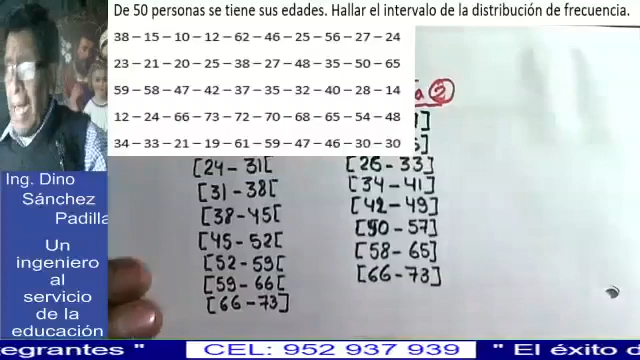 De 50 personas se tiene sus edades. Hallar el intervalo de la distribución de frecuencia.
38 – 15 – 10 – 12 – 62 – 46 – 25 – 56 – 27 – 24
23 – 21 – 20 – 25 – 38 – 27 – 48 – 35 – 50 – 65
59 – 58 – 47 – 42 – 37 – 35 – 32 – 40 – 28 – 14
12 – 24 – 66 – 73 – 72 – 70 – 68 – 65 – 54 – 48
34 – 33 – 21 – 19 – 61 – 59 – 47 – 46 – 30 – 30
a ②
[24 – 31[
[31 – 38[
[38 – 45[
[45 – 52[
[52 – 59[
[59 – 66[
[66 – 73]
[26 – 33]
[34 – 41]
[42 – 49]
[50 – 57]
[58 – 65]
[66 – 73]
Ing. Dino
Sánchez
Padilla
Un
ingeniero
al
servicio
de la
educación
egrantes " CEL: 952 937 939 " El éxito d